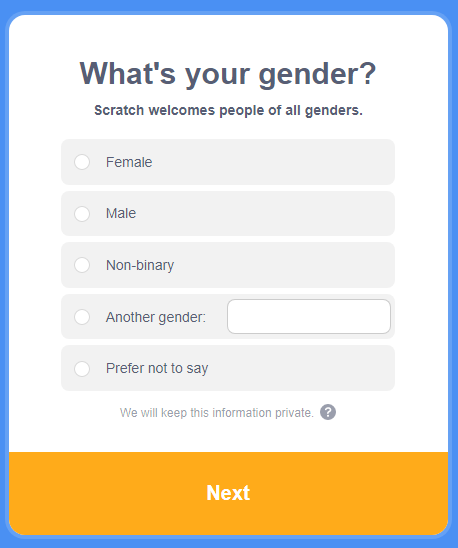 What's your gender?
Scratch welcomes people of all genders.
Female
Male
Non-binary
Another gender:
Prefer not to say
We will keep this information private. ?
Next